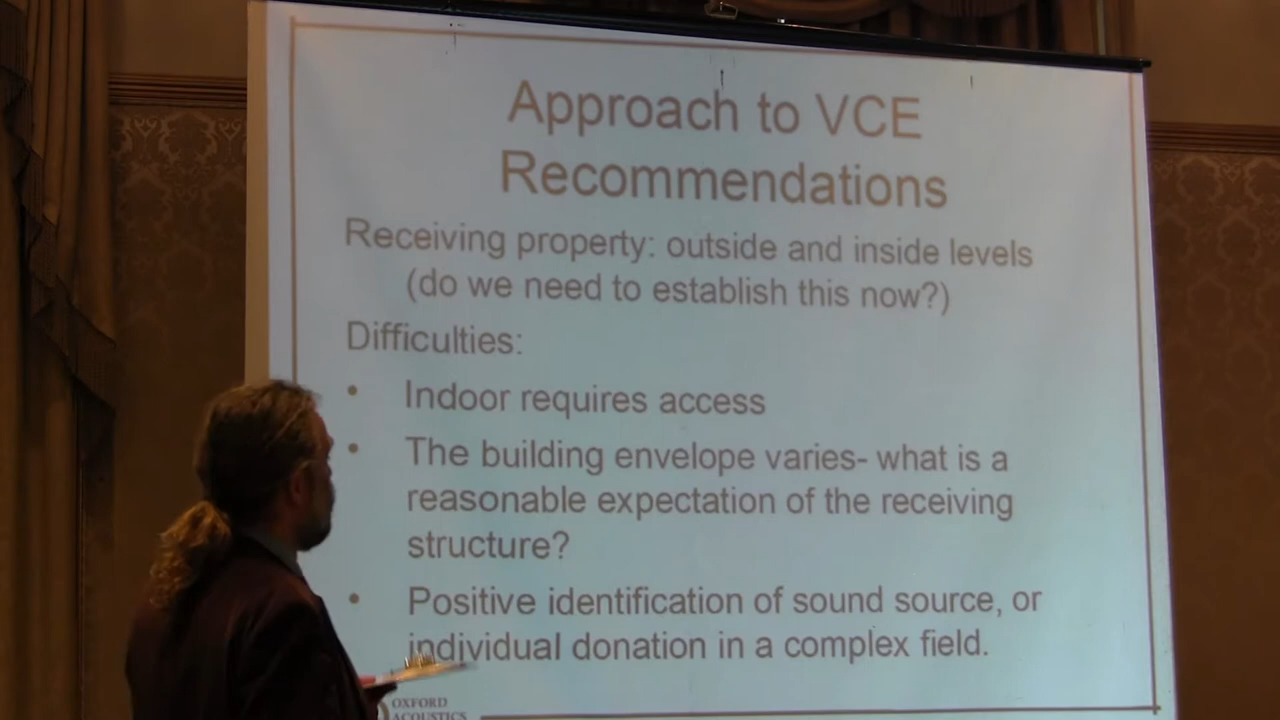 Approach to VCE
Recommendations
Receiving property: outside and inside levels
(do we need to establish this now?)
Difficulties:
• Indoor requires access
• The building envelope varies- what is a
reasonable expectation of the receiving
structure?
• Positive identification of sound source, or
individual donation in a complex field.
OXFORD
ACOUSTICS